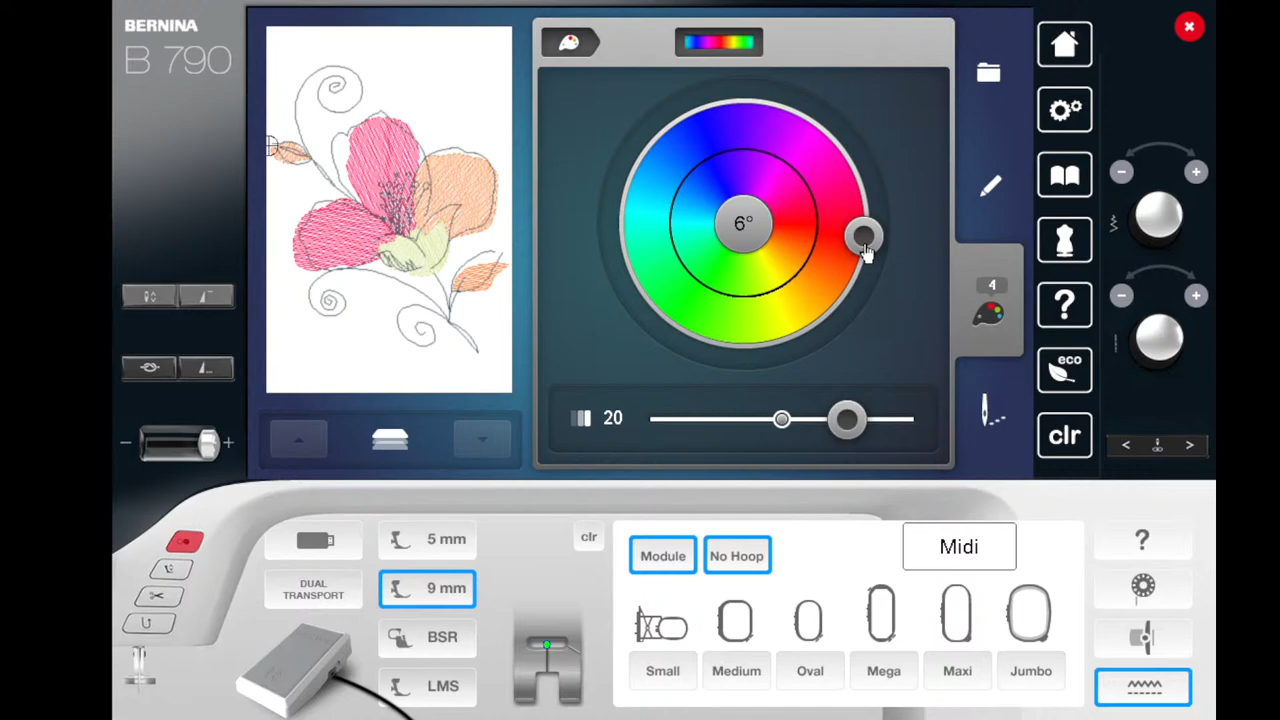 BERNINA
B 790
6°
4
eco
20
clr
5 mm
clr
Module
No Hoop
Midi
?
DUAL
TRANSPORT
9 mm
BSR
LMS
Small
Medium
Oval
Mega
Maxi
Jumbo